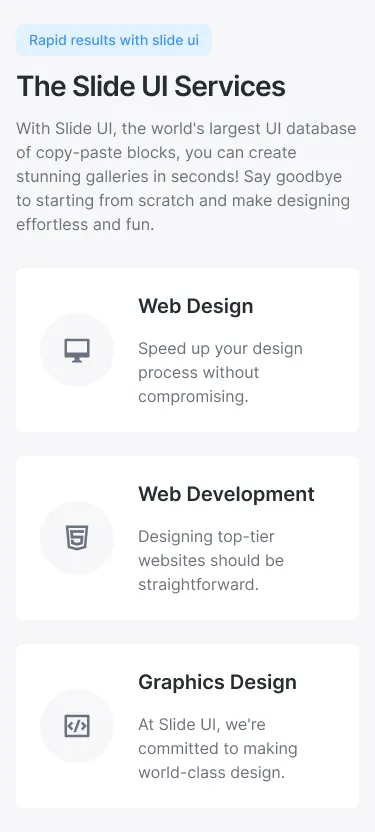 Rapid results with slide ui
The Slide UI Services
With Slide UI, the world's largest UI database
of copy-paste blocks, you can create
stunning galleries in seconds! Say goodbye
to starting from scratch and make designing
effortless and fun.
Web Design
Speed up your design
process without
compromising.
Web Development
Designing top-tier
websites should be
straightforward.
Graphics Design
At Slide UI, we're
committed to making
world-class design.